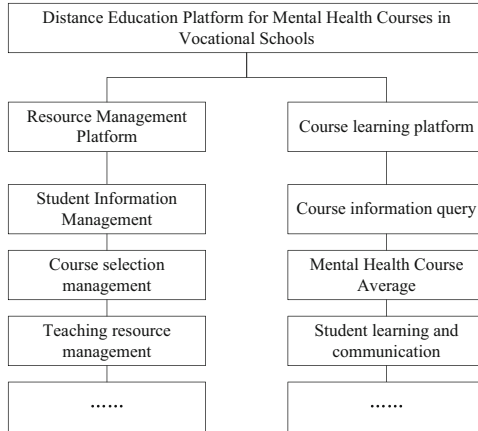 Distance Education Platform for Mental Health Courses in
Vocational Schools
Resource Management
Platform
Course learning platform
Student Information
Management
Course information query
Course selection
management
Mental Health Course
Average
Teaching resource
management
Student learning and
communication
......
......